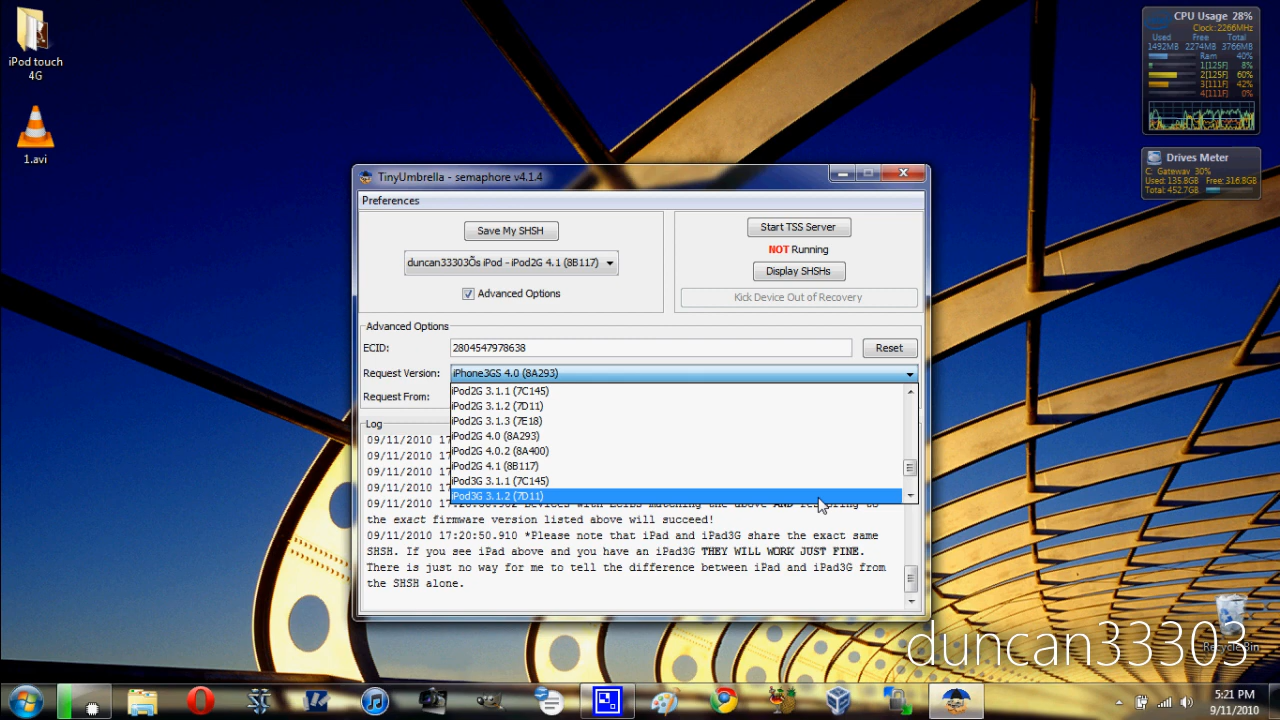 iPod touch
4G
1.avi
CPU Usage 28%
Clock: 2266MHz
Used Free Total
1492MB 2274MB 3766MB
Ram 40%
1[125F] 8%
2[125F] 60%
3[111F] 42%
4[111F] 0%
Drives Meter
C: Gateway 30%
Used: 135.8GB Free: 316.8GB
Total: 452.7GB
TinyUmbrella - semaphore v4.1.4
Preferences
Save My SHSH
duncan33303Õs iPod - iPod2G 4.1 (8B117)
Advanced Options
Start TSS Server
NOT Running
Display SHSHs
Kick Device Out of Recovery
Advanced Options
ECID:
2804547978638
Reset
Request Version:
iPhone3GS 4.0 (8A293)
Request From:
iPod2G 3.1.1 (7C145)
iPod2G 3.1.2 (7D11)
iPod2G 3.1.3 (7E18)
iPod2G 4.0 (8A293)
iPod2G 4.0.2 (8A400)
iPod2G 4.1 (8B117)
iPod3G 3.1.1 (7C145)
iPod3G 3.1.2 (7D11)
Log
09/11/2010 17
09/11/2010 17
09/11/2010 17
09/11/2010 17
09/11/2010
the exact firmware version listed above will succeed!
09/11/2010 17:20:50.910 *Please note that iPad and iPad3G share the exact same
SHSH. If you see iPad above and you have an iPad3G THEY WILL WORK JUST FINE.
There is just no way for me to tell the difference between iPad and iPad3G from
the SHSH alone.
duncan33303
Recycle Bin
5:21 PM
9/11/2010